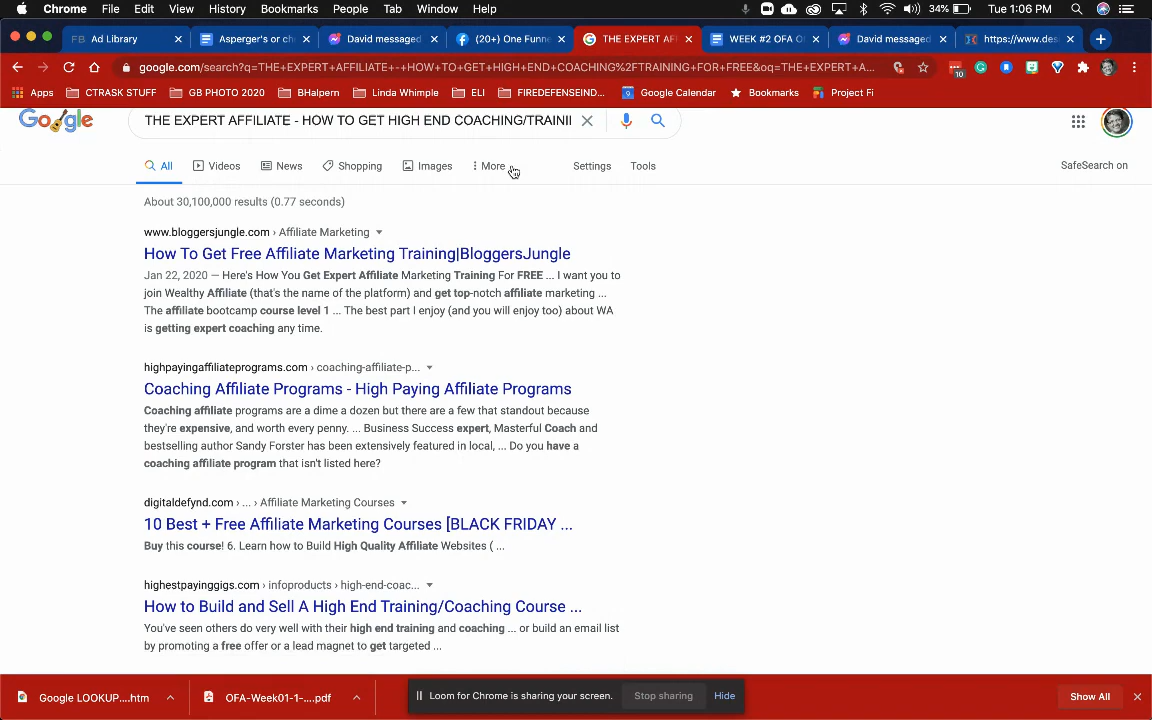 Chrome File Edit View History Bookmarks People Tab Window Help 34% Tue 1:06 PM
FB Ad Library Asperger's or ch David messaged (20+) One Funne THE EXPERT AF WEEK #2 OFA O David messaged https://www.des
google.com/search?q=THE+EXPERT+AFFILIATE+-+HOW+TO+GET+HIGH+END+COACHING%2FTRAINING+FOR+FREE&oq=THE+EXPERT+A... 10
Apps CTRASK STUFF GB PHOTO 2020 BHalpern Linda Whimple ELI FIREDEFENSEIND... 9 Google Calendar Bookmarks Project Fi
Google THE EXPERT AFFILIATE - HOW TO GET HIGH END COACHING/TRAINII
All Videos News Shopping Images More Settings Tools SafeSearch on
About 30,100,000 results (0.77 seconds)
www.bloggersjungle.com › Affiliate Marketing
How To Get Free Affiliate Marketing Training|BloggersJungle
Jan 22, 2020 — Here's How You Get Expert Affiliate Marketing Training For FREE ... I want you to
join Wealthy Affiliate (that's the name of the platform) and get top-notch affiliate marketing ...
The affiliate bootcamp course level 1 ... The best part I enjoy (and you will enjoy too) about WA
is getting expert coaching any time.
highpayingaffiliateprograms.com › coaching-affiliate-p...
Coaching Affiliate Programs - High Paying Affiliate Programs
Coaching affiliate programs are a dime a dozen but there are a few that standout because
they're expensive, and worth every penny. ... Business Success expert, Masterful Coach and
bestselling author Sandy Forster has been extensively featured in local, ... Do you have a
coaching affiliate program that isn't listed here?
digitaldefynd.com › ... › Affiliate Marketing Courses
10 Best + Free Affiliate Marketing Courses [BLACK FRIDAY ...
Buy this course! 6. Learn how to Build High Quality Affiliate Websites ( ...
highestpayinggigs.com › infoproducts › high-end-coac...
How to Build and Sell A High End Training/Coaching Course ...
You've seen others do very well with their high end training and coaching ... or build an email list
by promoting a free offer or a lead magnet to get targeted ...
Google LOOKUP....htm OFA-Week01-1-....pdf Loom for Chrome is sharing your screen. Stop sharing Hide Show All